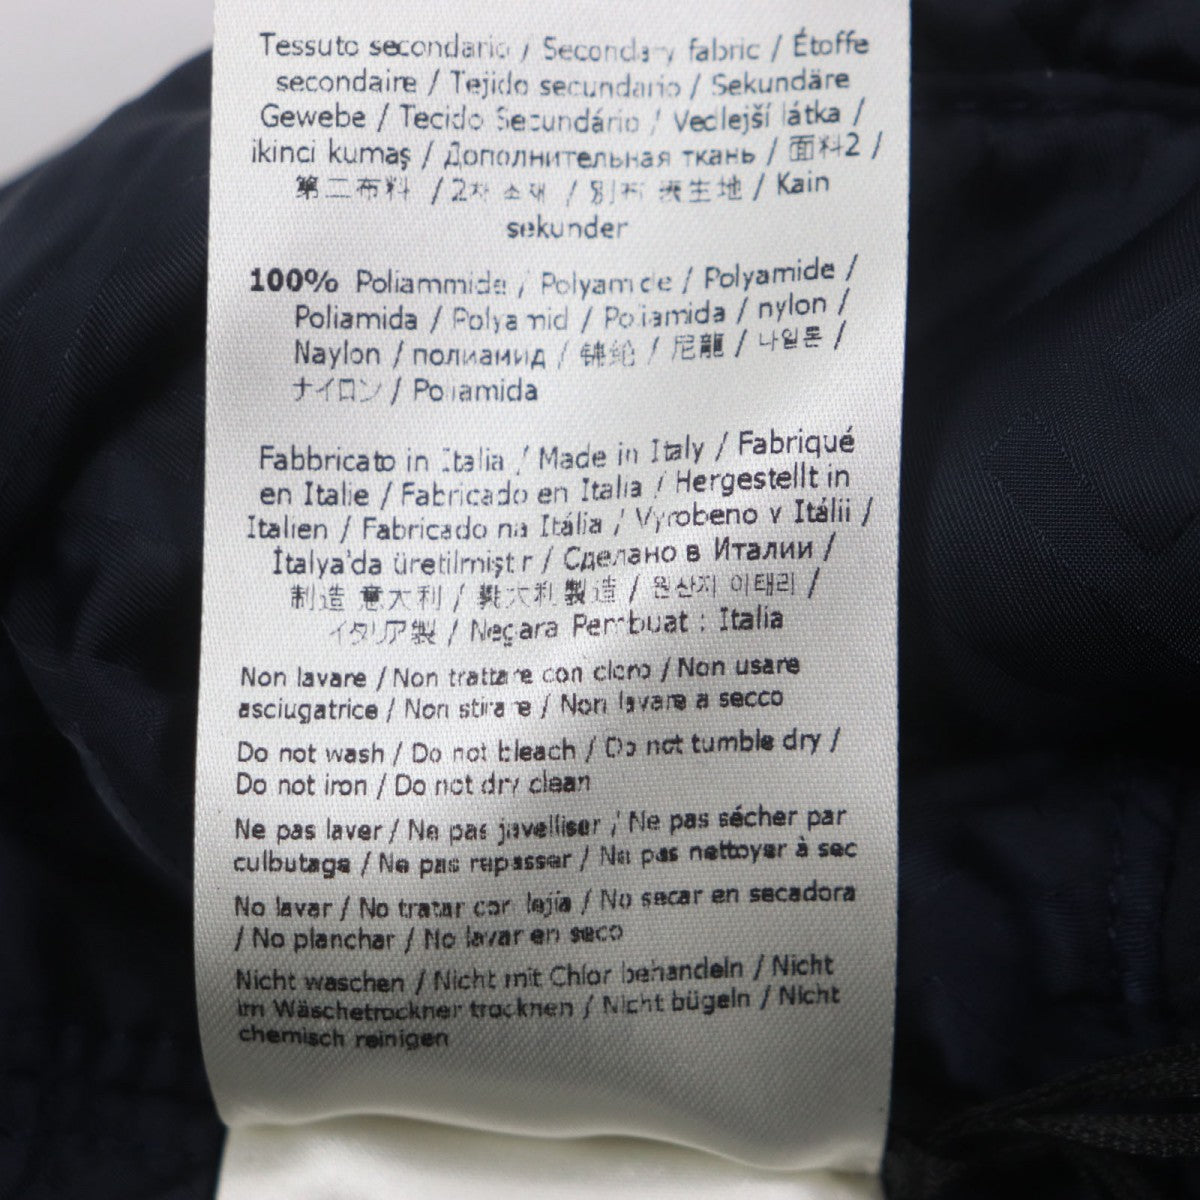 Tessuto secondario / Secondary fabric / Étoffe
secondaire / Tejido secundario / Sekundäre
Gewebe / Tecido Secundário / Vedlejší látka /
ikinci kumaş / Дополнительная ткань / 面料2 /
第二布料 / 2차 소재 / 別布 表生地 / Kain
sekunder
100% Poliammide / Polyamide / Polyamide /
Poliamida / Polyamid / Poliamida / nylon /
Naylon / полиамид / 锦纶 / 尼龍 / 나일론 /
ナイロン / Poliamida
Fabbricato in Italia / Made in Italy / Fabriqué
en Italie / Fabricado en Italia / Hergestellt in
Italien / Fabricado na Itália / Vyrobeno v Itálii /
İtalya'da üretilmiştir / Сделано в Италии /
制造 意大利 / 義大利製造 / 원산지 이태리 /
イタリア製 / Negara Pembuat : Italia
Non lavare / Non trattare con cloro / Non usare
asciugatrice / Non stirare / Non lavare a secco
Do not wash / Do not bleach / Do not tumble dry /
Do not iron / Do not dry clean
Ne pas laver / Ne pas javelliser / Ne pas sécher par
culbutage / Ne pas repasser / Ne pas nettoyer à sec
No lavar / No tratar con lejía / No secar en secadora
/ No planchar / No lavar en seco
Nicht waschen / Nicht mit Chlor behandeln / Nicht
im Wäschetrockner trocknen / Nicht bügeln / Nicht
chemisch reinigen